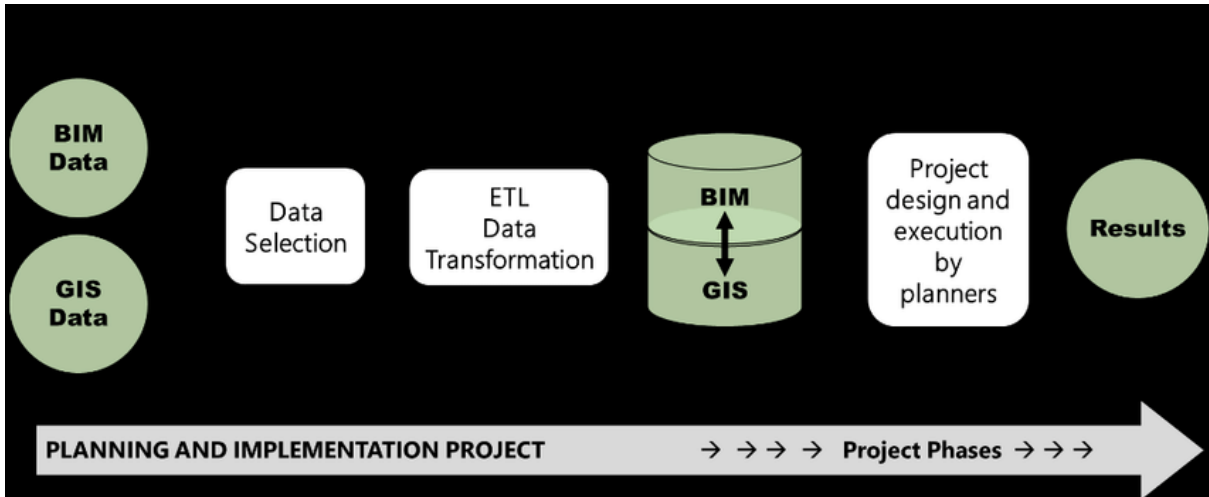 BIM
Data
GIS
Data
Data
Selection
ETL
Data
Transformation
BIM
GIS
Project
design and
execution
by
planners
Results
PLANNING AND IMPLEMENTATION PROJECT → → → → Project Phases → → →